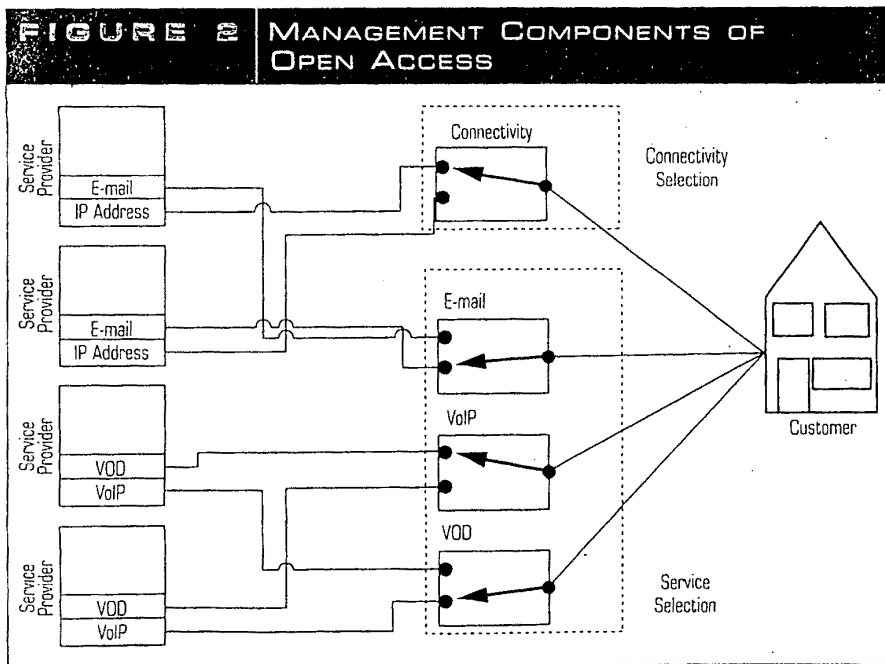 FIGURE 2
MANAGEMENT COMPONENTS OF
OPEN ACCESS
Service
Provider
E-mail
IP Address
Service
Provider
E-mail
IP Address
Service
Provider
VOD
VoIP
Service
Provider
VOD
VoIP
Connectivity
Connectivity
Selection
E-mail
VoIP
VOD
Service
Selection
Customer